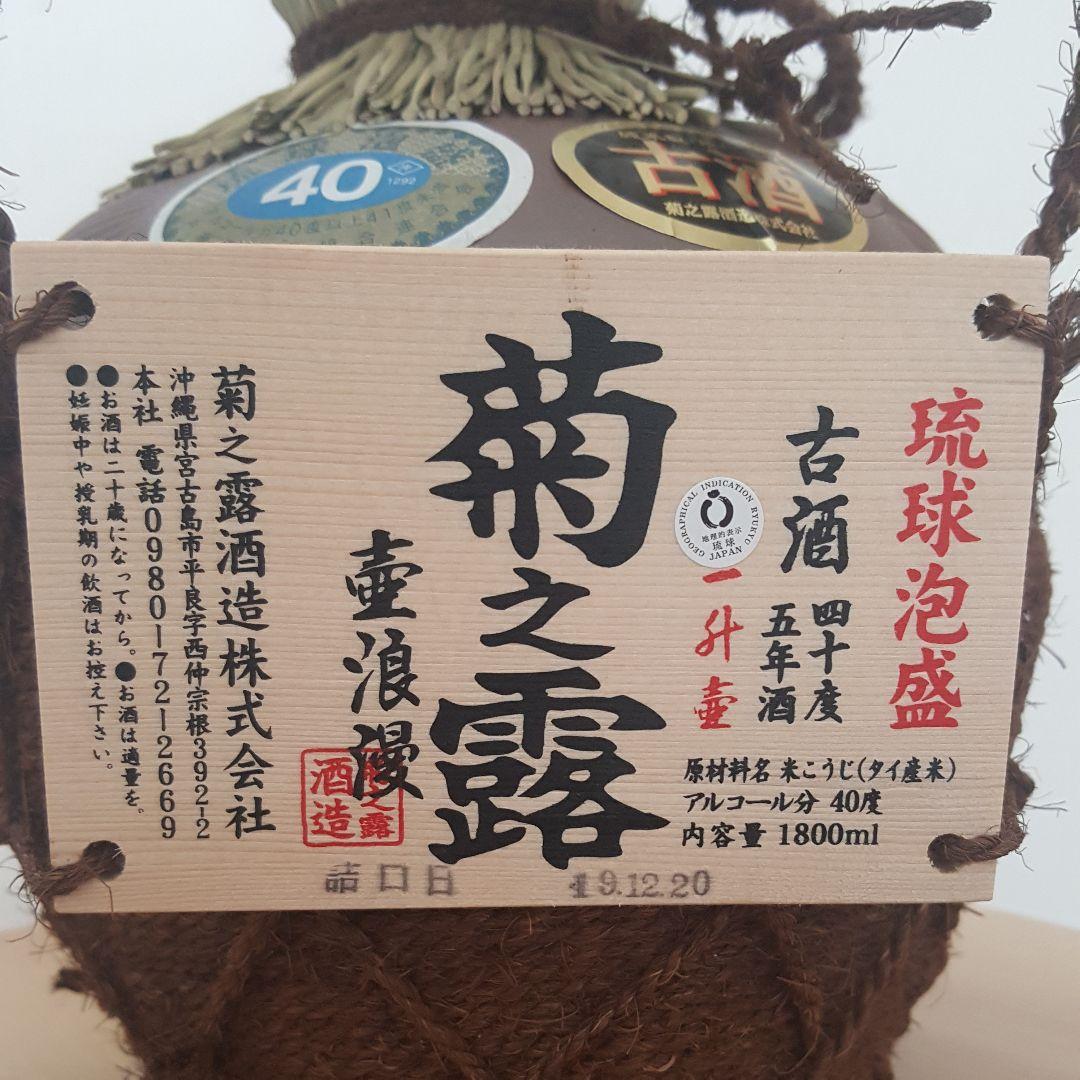 40
1292
古酒
菊之露酒造株式会社
琉球泡盛
古酒
四十度
五年酒
一升壷
GEOGRAPHICAL INDICATION RYUKYU
地理的表示
琉球
JAPAN
原材料名 米こうじ(タイ産米)
アルコール分 40度
内容量 1800ml
菊之露
壷浪漫
酒造
菊之露酒造株式会社
沖縄県宮古島市平良字西仲宗根392-2
本社 電話0980-72-2669
●お酒は二十歳になってから。●お酒は適量を。
●妊娠中や授乳期の飲酒はお控え下さい。
詰口日 19.12.20